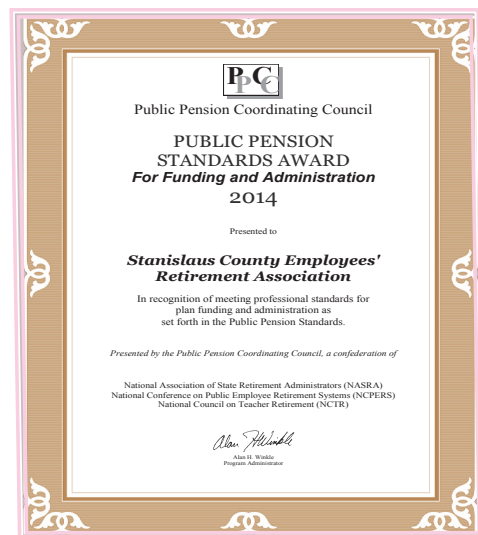 PPCC
Public Pension Coordinating Council
PUBLIC PENSION
STANDARDS AWARD
For Funding and Administration
2014
Presented to
Stanislaus County Employees'
Retirement Association
In recognition of meeting professional standards for
plan funding and administration as
set forth in the Public Pension Standards.
Presented by the Public Pension Coordinating Council, a confederation of
National Association of State Retirement Administrators (NASRA)
National Conference on Public Employee Retirement Systems (NCPERS)
National Council on Teacher Retirement (NCTR)
Alan H. Winkle
Alan H. Winkle
Program Administrator